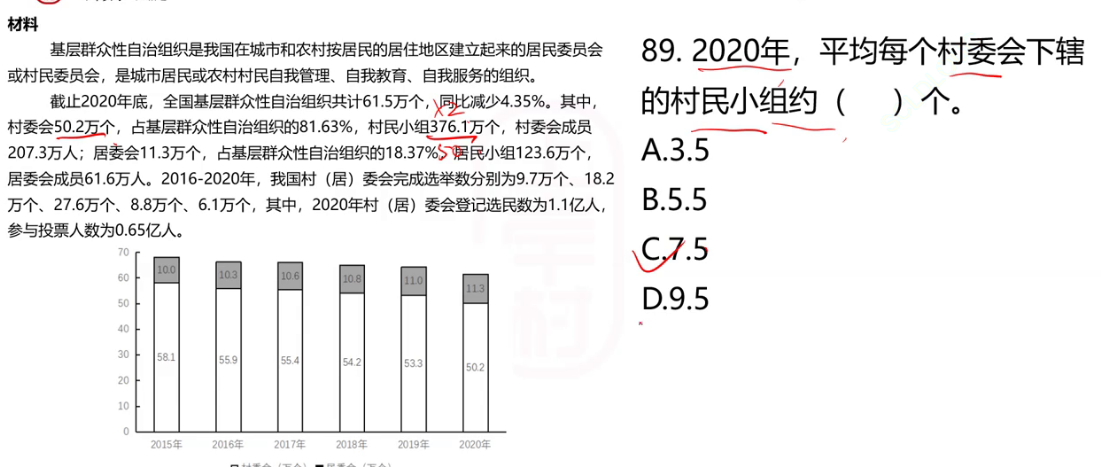 材料
基层群众性自治组织是我国在城市和农村按居民的居住地区建立起来的居民委员会
或村民委员会，是城市居民或农村村民自我管理、自我教育、自我服务的组织。
截止2020年底，全国基层群众性自治组织共计61.5万个，同比减少4.35%。其中，
×2
村委会50.2万个，占基层群众性自治组织的81.63%，村民小组376.1万个，村委会成员
207.3万人；居委会11.3万个，占基层群众性自治组织的18.37%，居民小组123.6万个，
50
居委会成员61.6万人。2016-2020年，我国村（居）委会完成选举数分别为9.7万个、18.2
万个、27.6万个、8.8万个、6.1万个，其中，2020年村（居）委会登记选民数为1.1亿人，
参与投票人数为0.65亿人。
70
60
50
40
30
20
10
0
10.0 10.3 10.6 10.8 11.0 11.3
58.1 55.9 55.4 54.2 53.3 50.2
2015年 2016年 2017年 2018年 2019年 2020年
村委会（万个） 居委会（万个）
89. 2020年，平均每个村委会下辖
的村民小组约（ ）个。
A.3.5
B.5.5
C.7.5
D.9.5